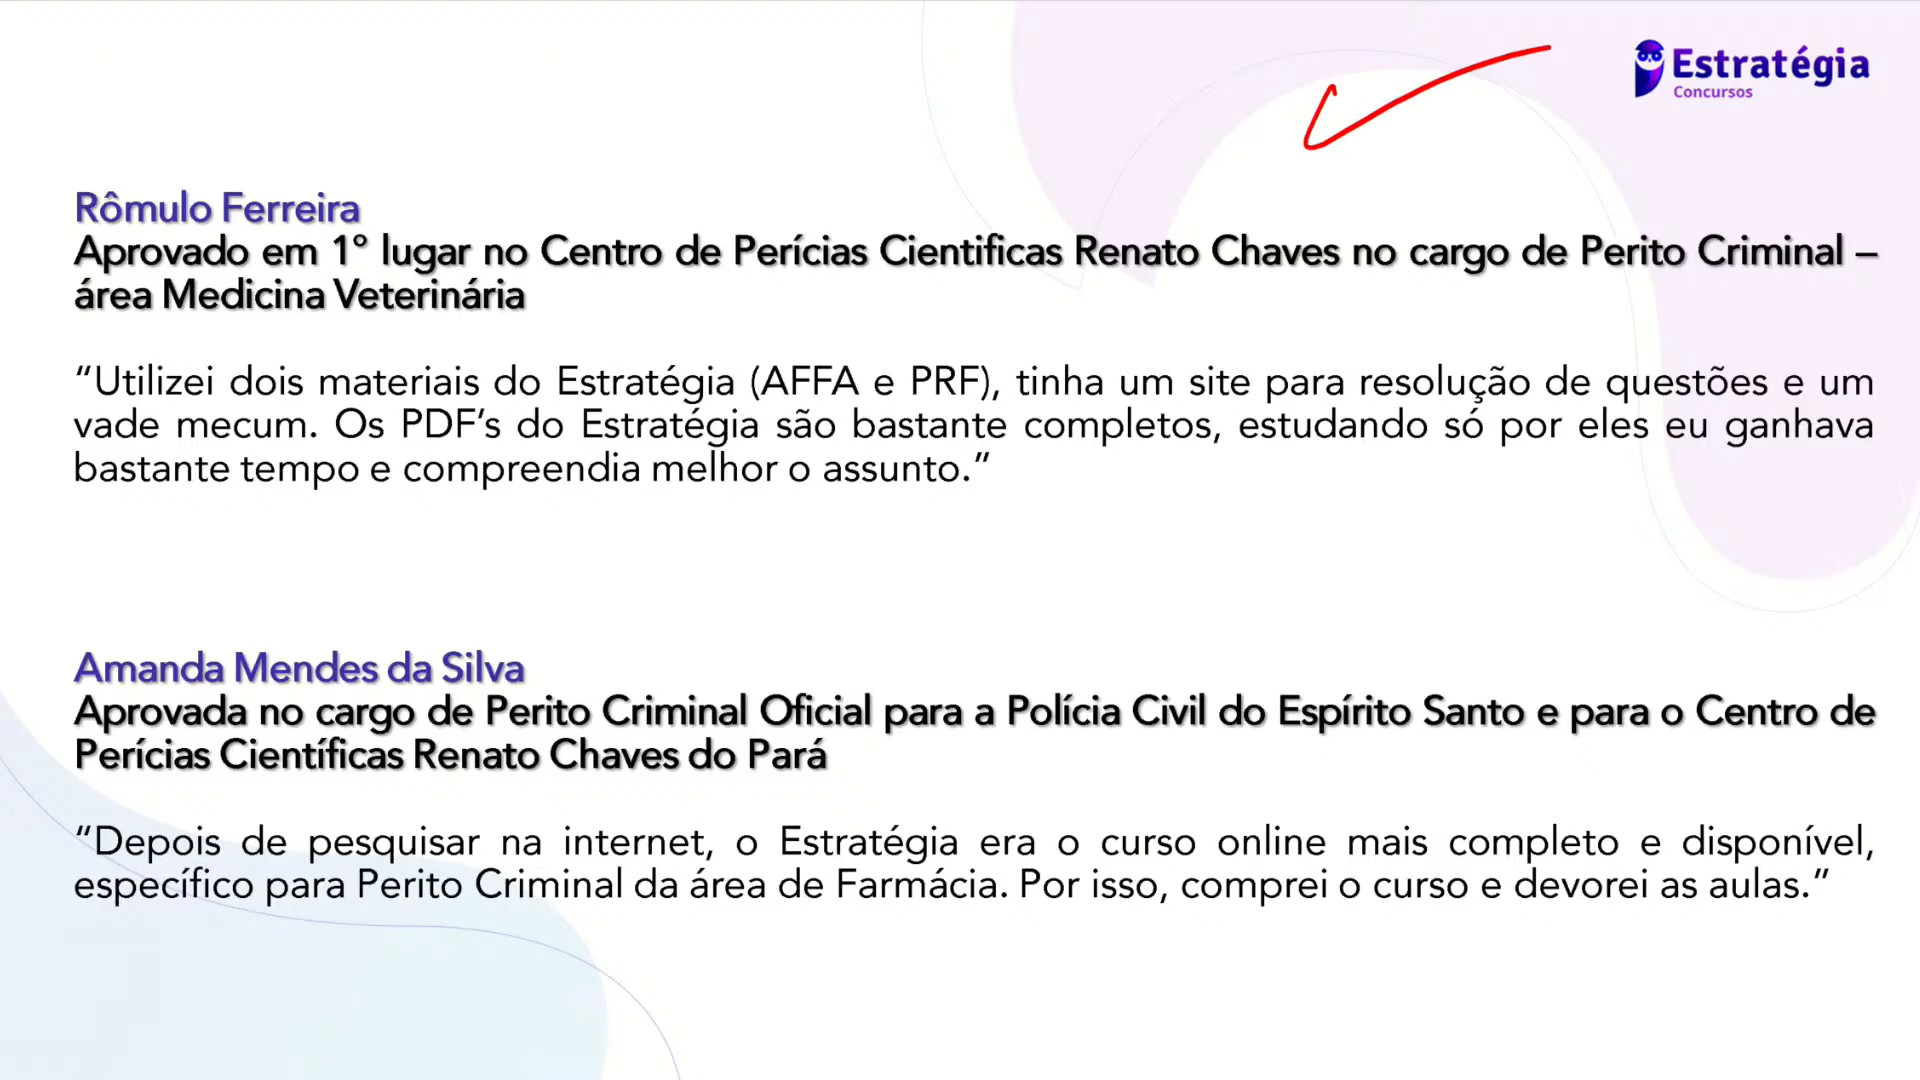 Estratégia
Concursos
Rômulo Ferreira
Aprovado em 1º lugar no Centro de Perícias Cientificas Renato Chaves no cargo de Perito Criminal –
área Medicina Veterinária
“Utilizei dois materiais do Estratégia (AFFA e PRF), tinha um site para resolução de questões e um
vade mecum. Os PDF’s do Estratégia são bastante completos, estudando só por eles eu ganhava
bastante tempo e compreendia melhor o assunto.”
Amanda Mendes da Silva
Aprovada no cargo de Perito Criminal Oficial para a Polícia Civil do Espírito Santo e para o Centro de
Perícias Científicas Renato Chaves do Pará
“Depois de pesquisar na internet, o Estratégia era o curso online mais completo e disponível,
específico para Perito Criminal da área de Farmácia. Por isso, comprei o curso e devorei as aulas.”